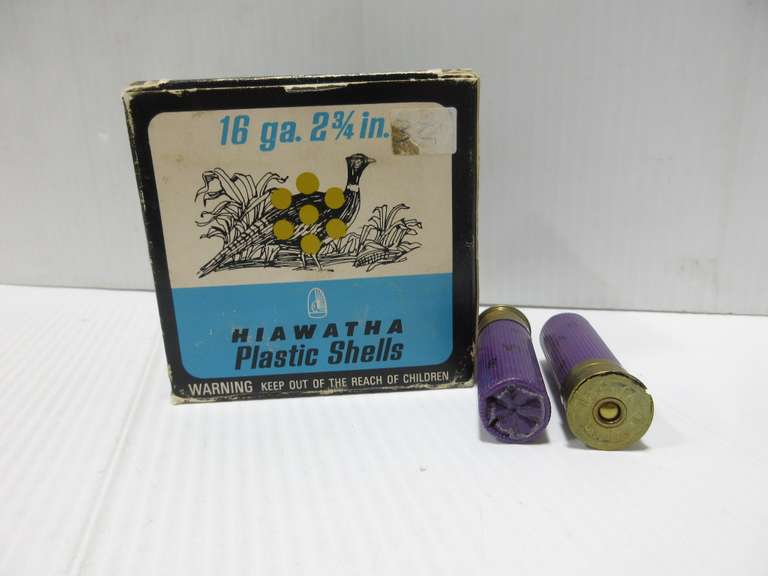 16 ga. 2¾ in.
HIAWATHA
Plastic Shells
WARNING KEEP OUT OF THE REACH OF CHILDREN